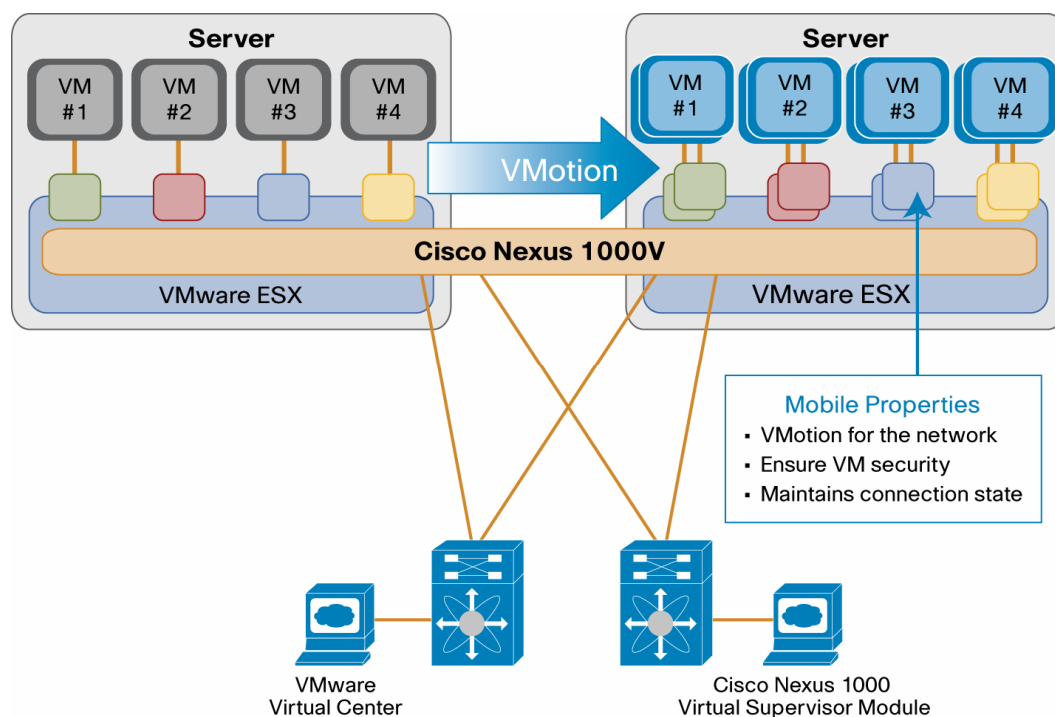 Server
Server
VM
#1
VM
#2
VM
#3
VM
#4
VM
#1
VM
#2
VM
#3
VM
#4
VMotion
Cisco Nexus 1000V
VMware ESX
VMware ESX
Mobile Properties
▪ VMotion for the network
▪ Ensure VM security
▪ Maintains connection state
VMware
Virtual Center
Cisco Nexus 1000
Virtual Supervisor Module